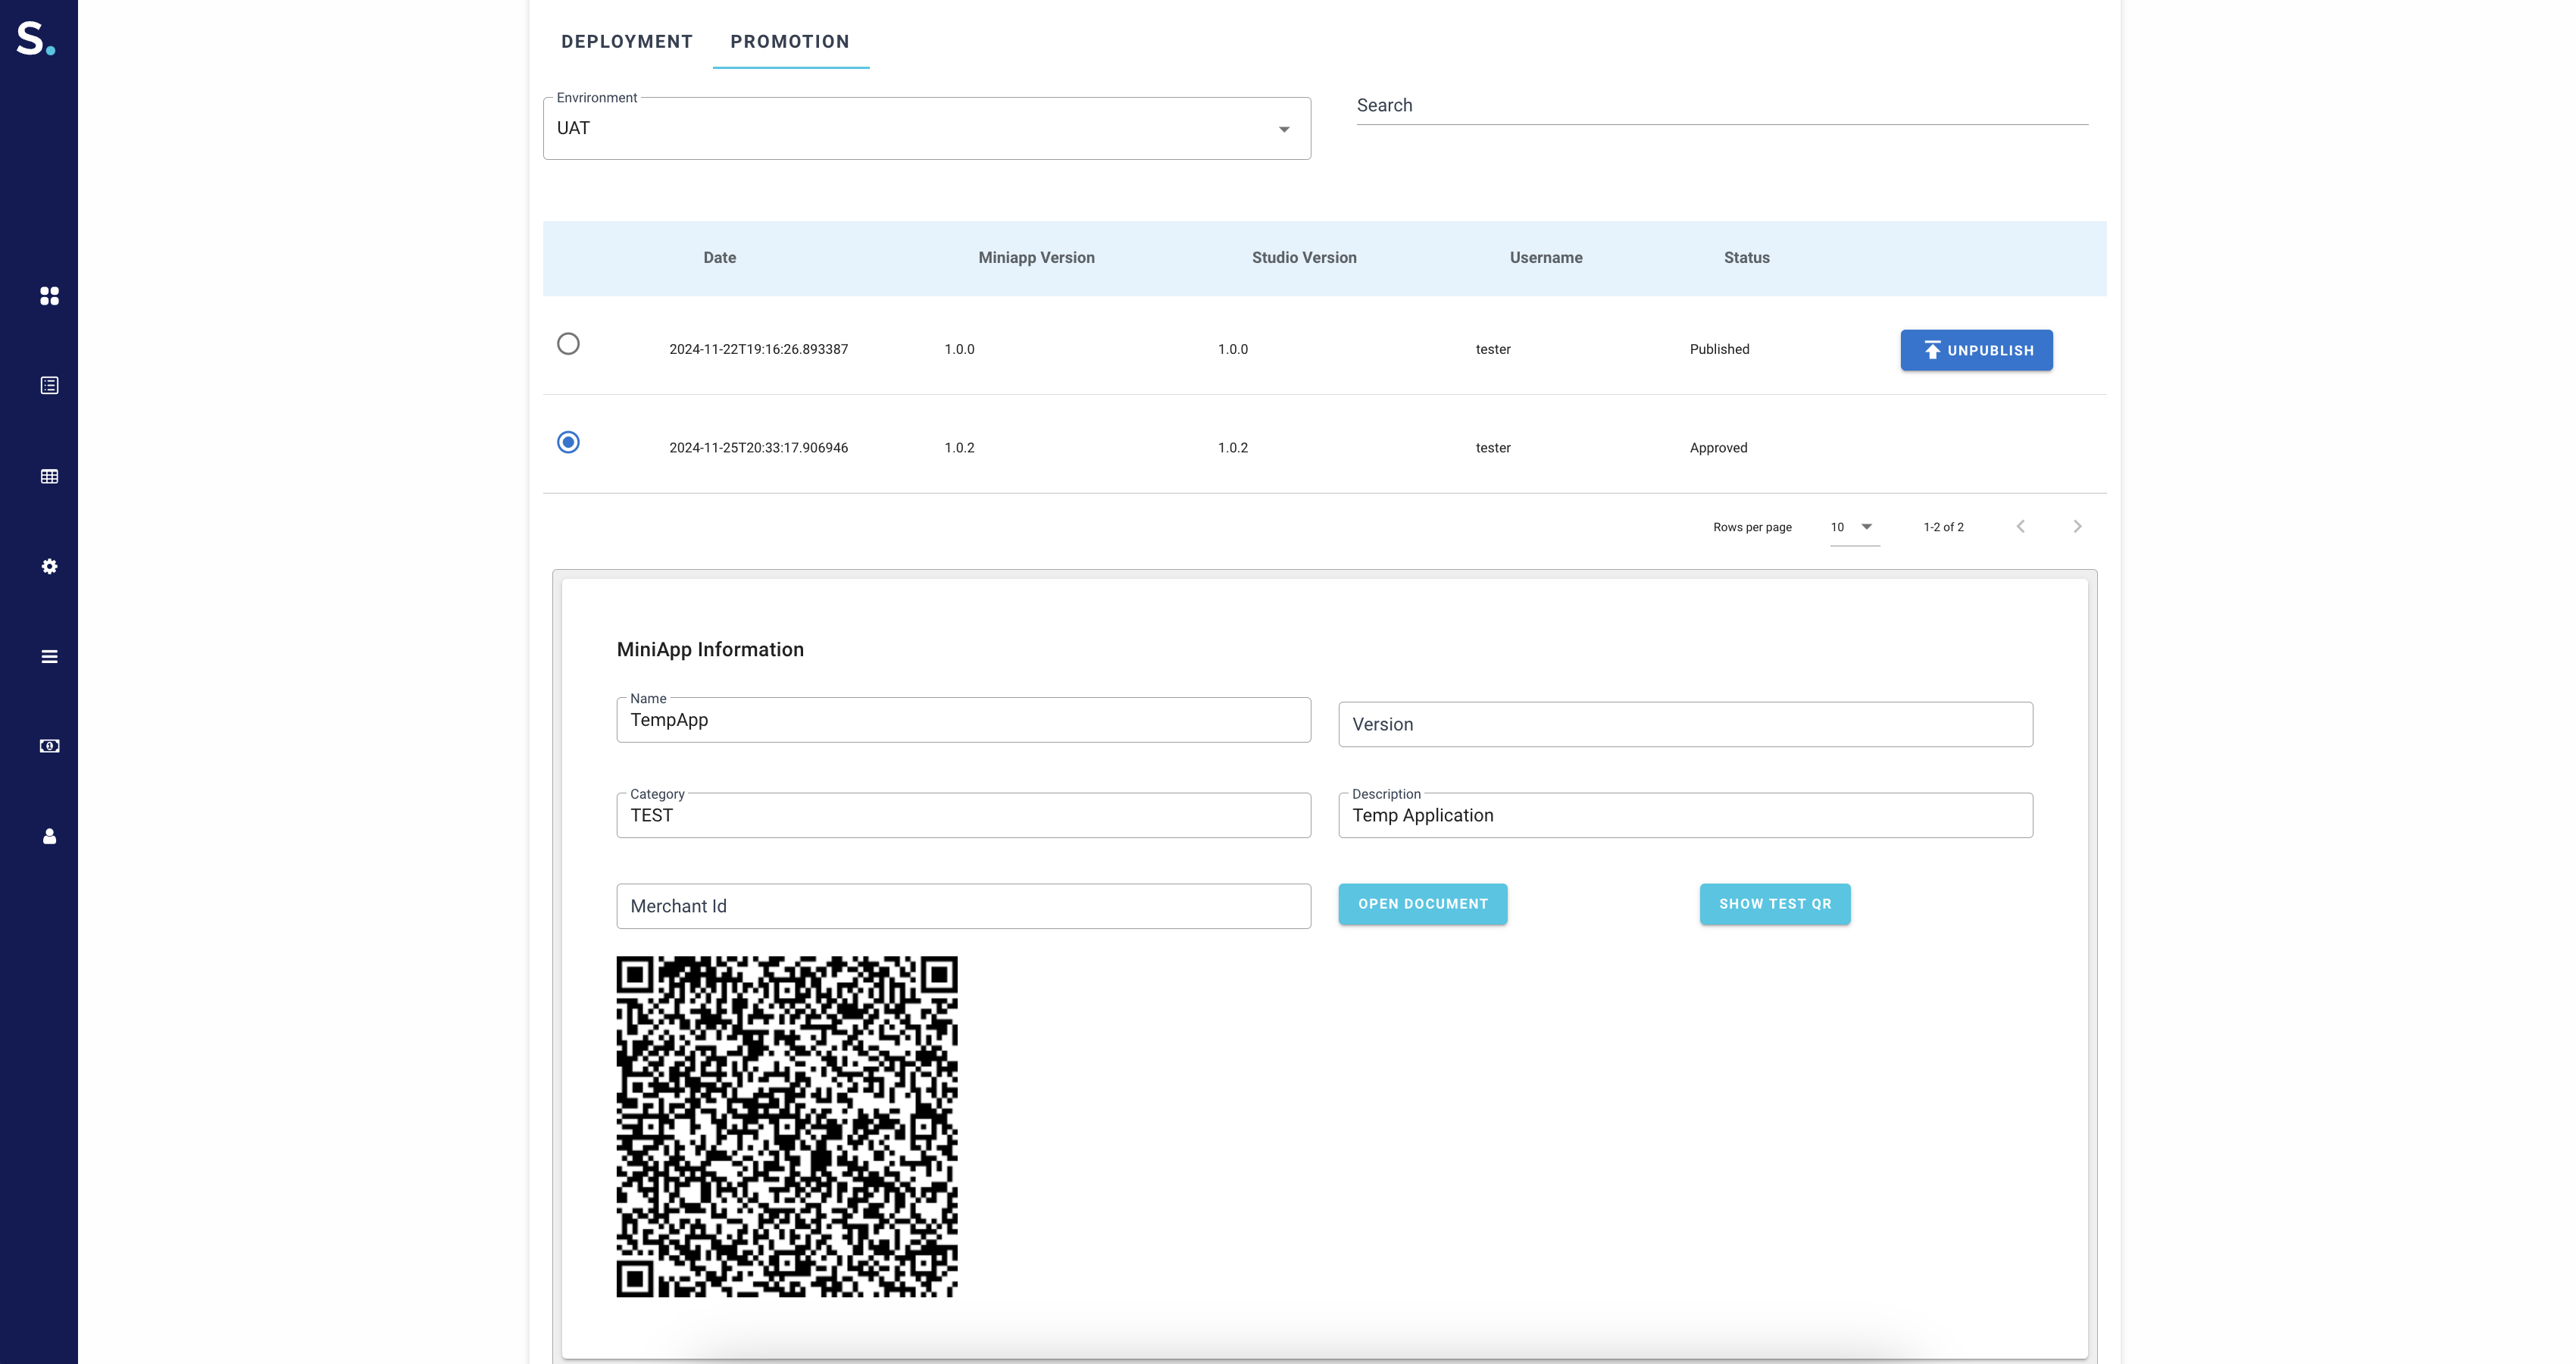 S.
DEPLOYMENT PROMOTION
Envrironment
UAT
Search
Date Miniapp Version Studio Version Username Status
2024-11-22T19:16:26.893387 1.0.0 1.0.0 tester Published UNPUBLISH
2024-11-25T20:33:17.906946 1.0.2 1.0.2 tester Approved
Rows per page 10 1-2 of 2
MiniApp Information
Name
TempApp
Version
Category
TEST
Description
Temp Application
Merchant Id
OPEN DOCUMENT
SHOW TEST QR